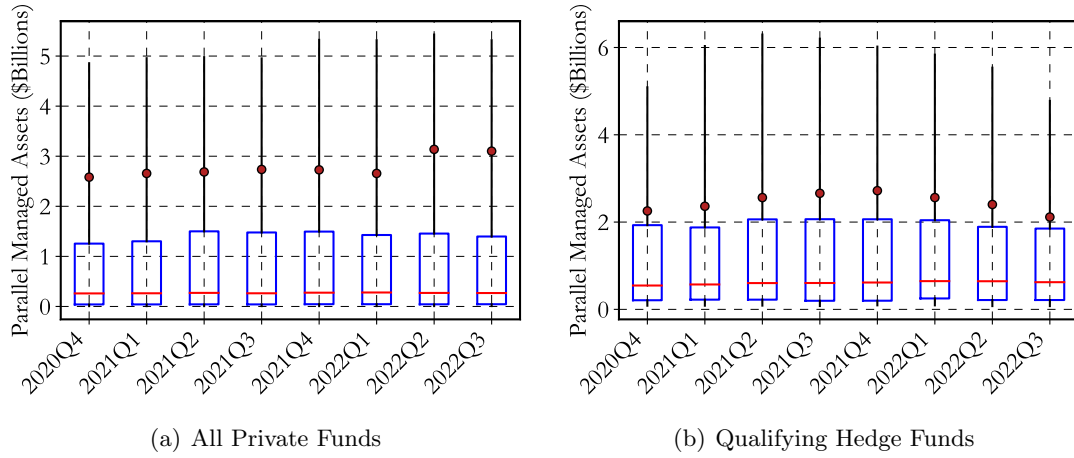 Parallel Managed Assets ($Billions)
5
4
3
2
1
0
2020Q4
2021Q1
2021Q2
2021Q3
2021Q4
2022Q1
2022Q2
2022Q3
(a) All Private Funds
Parallel Managed Assets ($Billions)
6
4
2
0
2020Q4
2021Q1
2021Q2
2021Q3
2021Q4
2022Q1
2022Q2
2022Q3
(b) Qualifying Hedge Funds